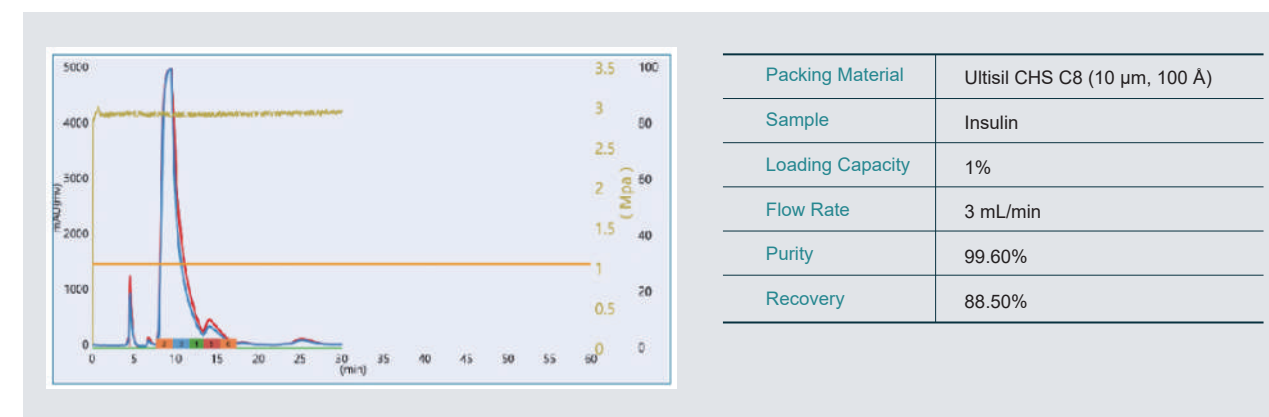 5000
4000
3000
2000
1000
0
mAU(mv)
0 5 10 15 20 25 30 35 40 45 50 55 60
(min)
3.5
3
2.5
2
1.5
1
0.5
0
(Mpa)
100
80
60
40
20
0
Packing Material Ultisil CHS C8 (10 µm, 100 Å)
Sample Insulin
Loading Capacity 1%
Flow Rate 3 mL/min
Purity 99.60%
Recovery 88.50%